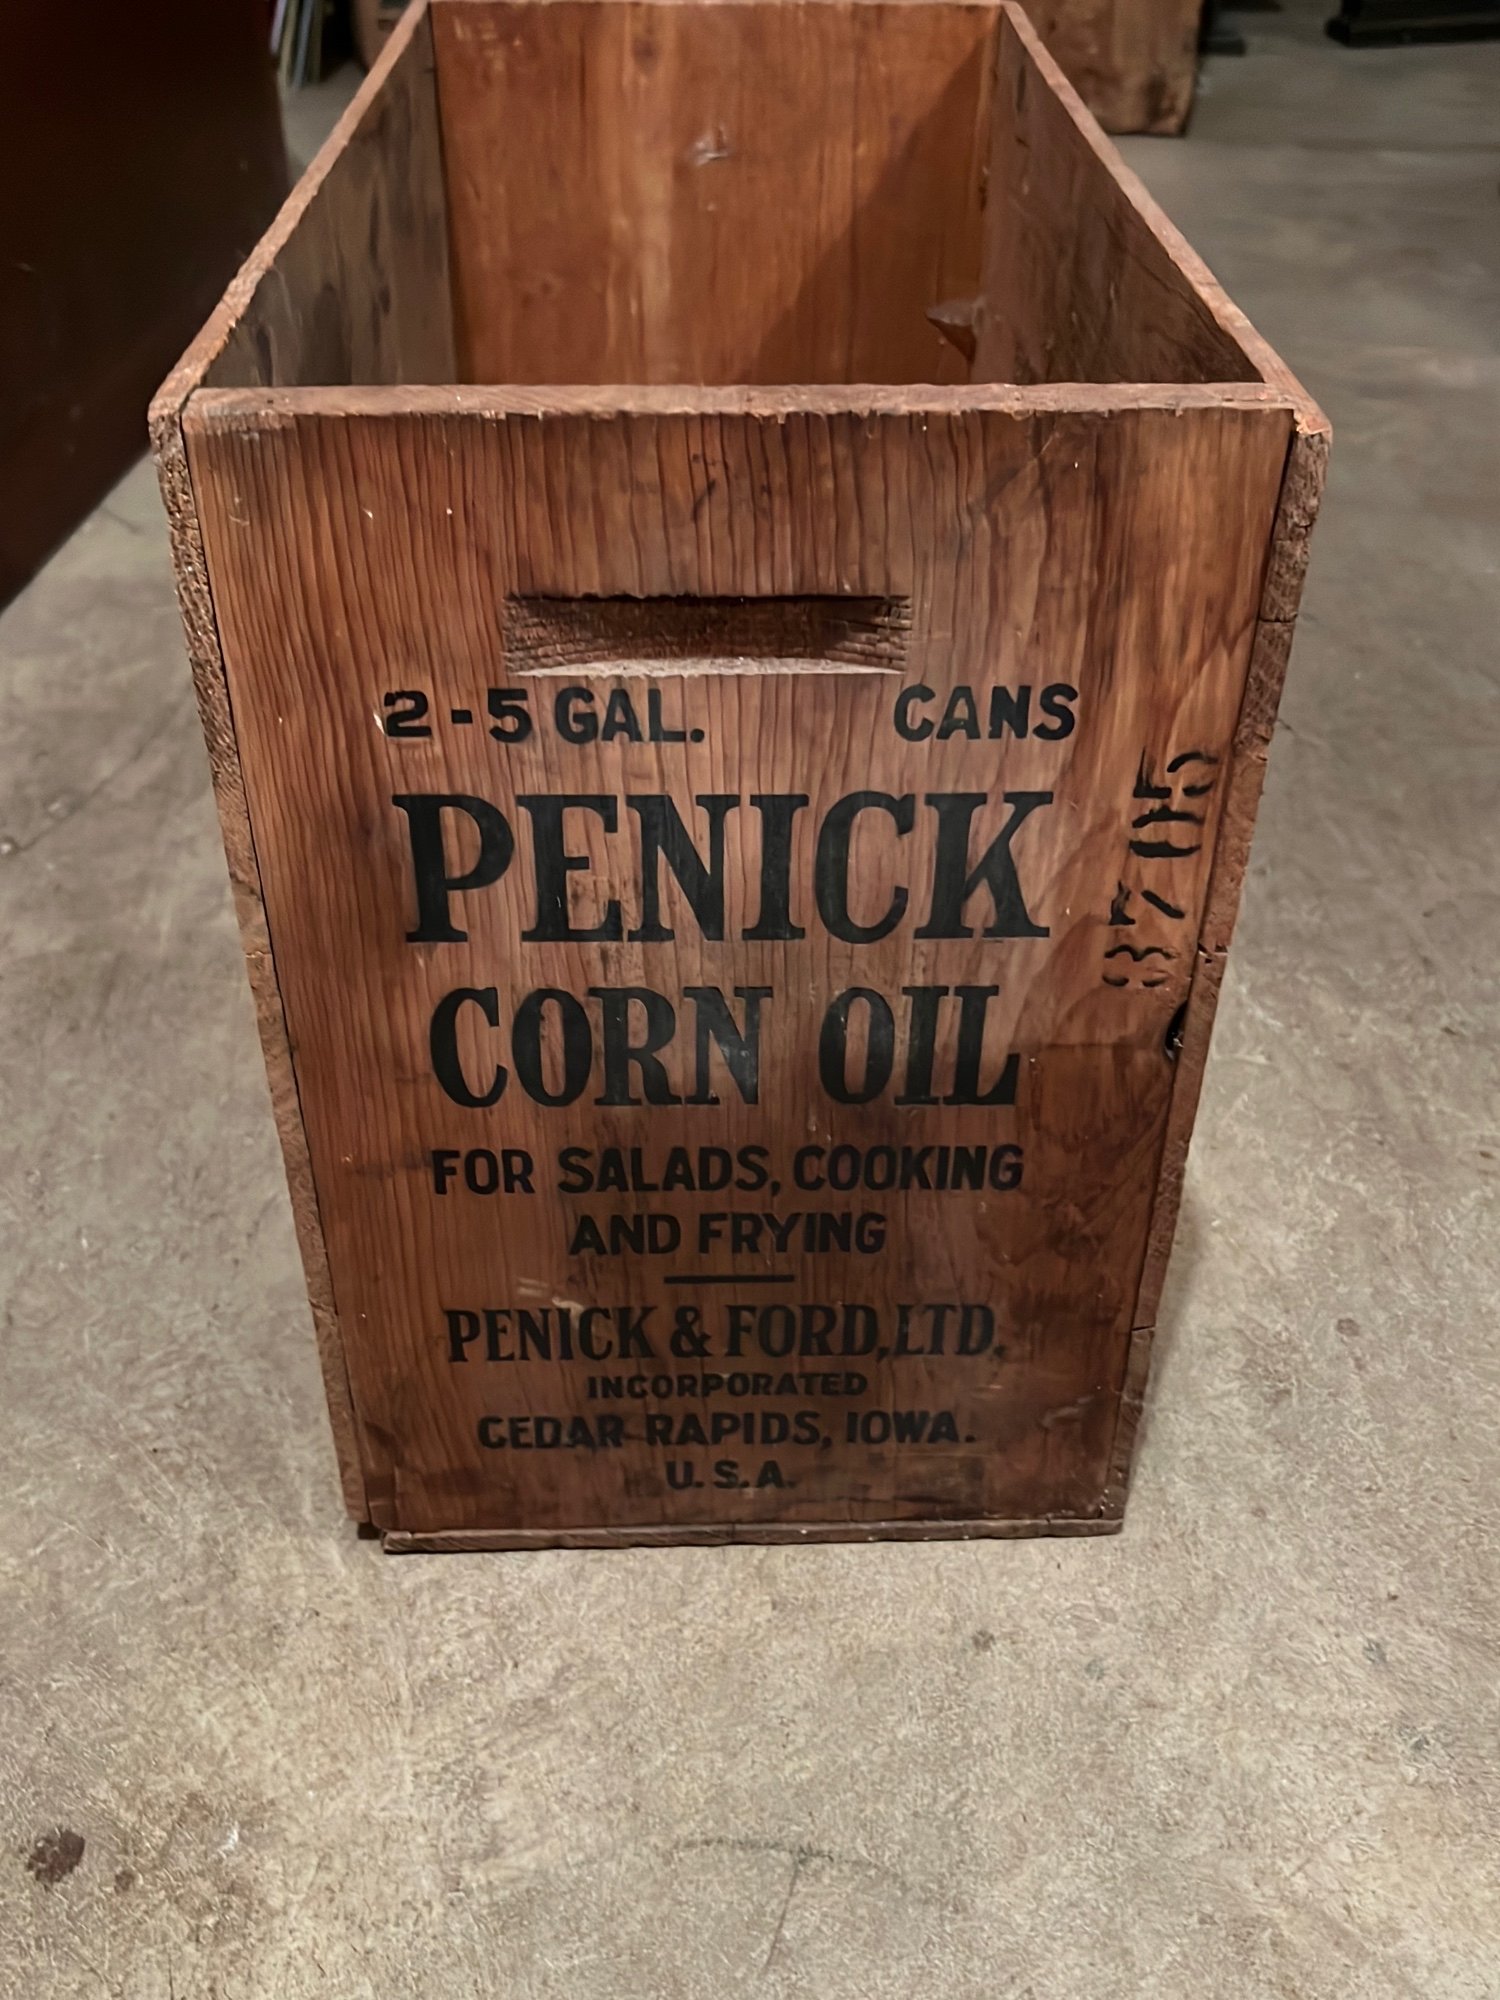 2-5 GAL. CANS
PENICK
CORN OIL
FOR SALADS, COOKING
AND FRYING
PENICK & FORD, LTD.
INCORPORATED
CEDAR RAPIDS, IOWA.
U.S.A.